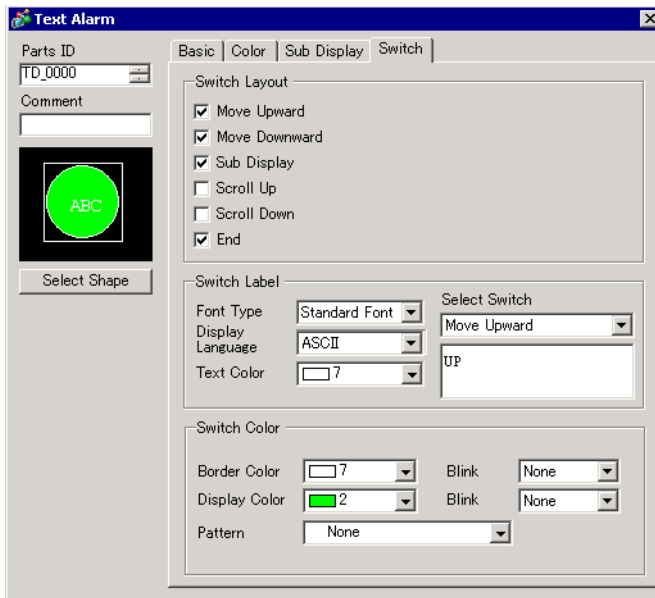 Text Alarm
Parts ID
TD_0000
Comment
ABC
Select Shape
Basic
Color
Sub Display
Switch
Switch Layout
Move Upward
Move Downward
Sub Display
Scroll Up
Scroll Down
End
Switch Label
Font Type
Standard Font
Display
Language
ASCII
Text Color
7
Select Switch
Move Upward
UP
Switch Color
Border Color
7
Blink
None
Display Color
2
Blink
None
Pattern
None